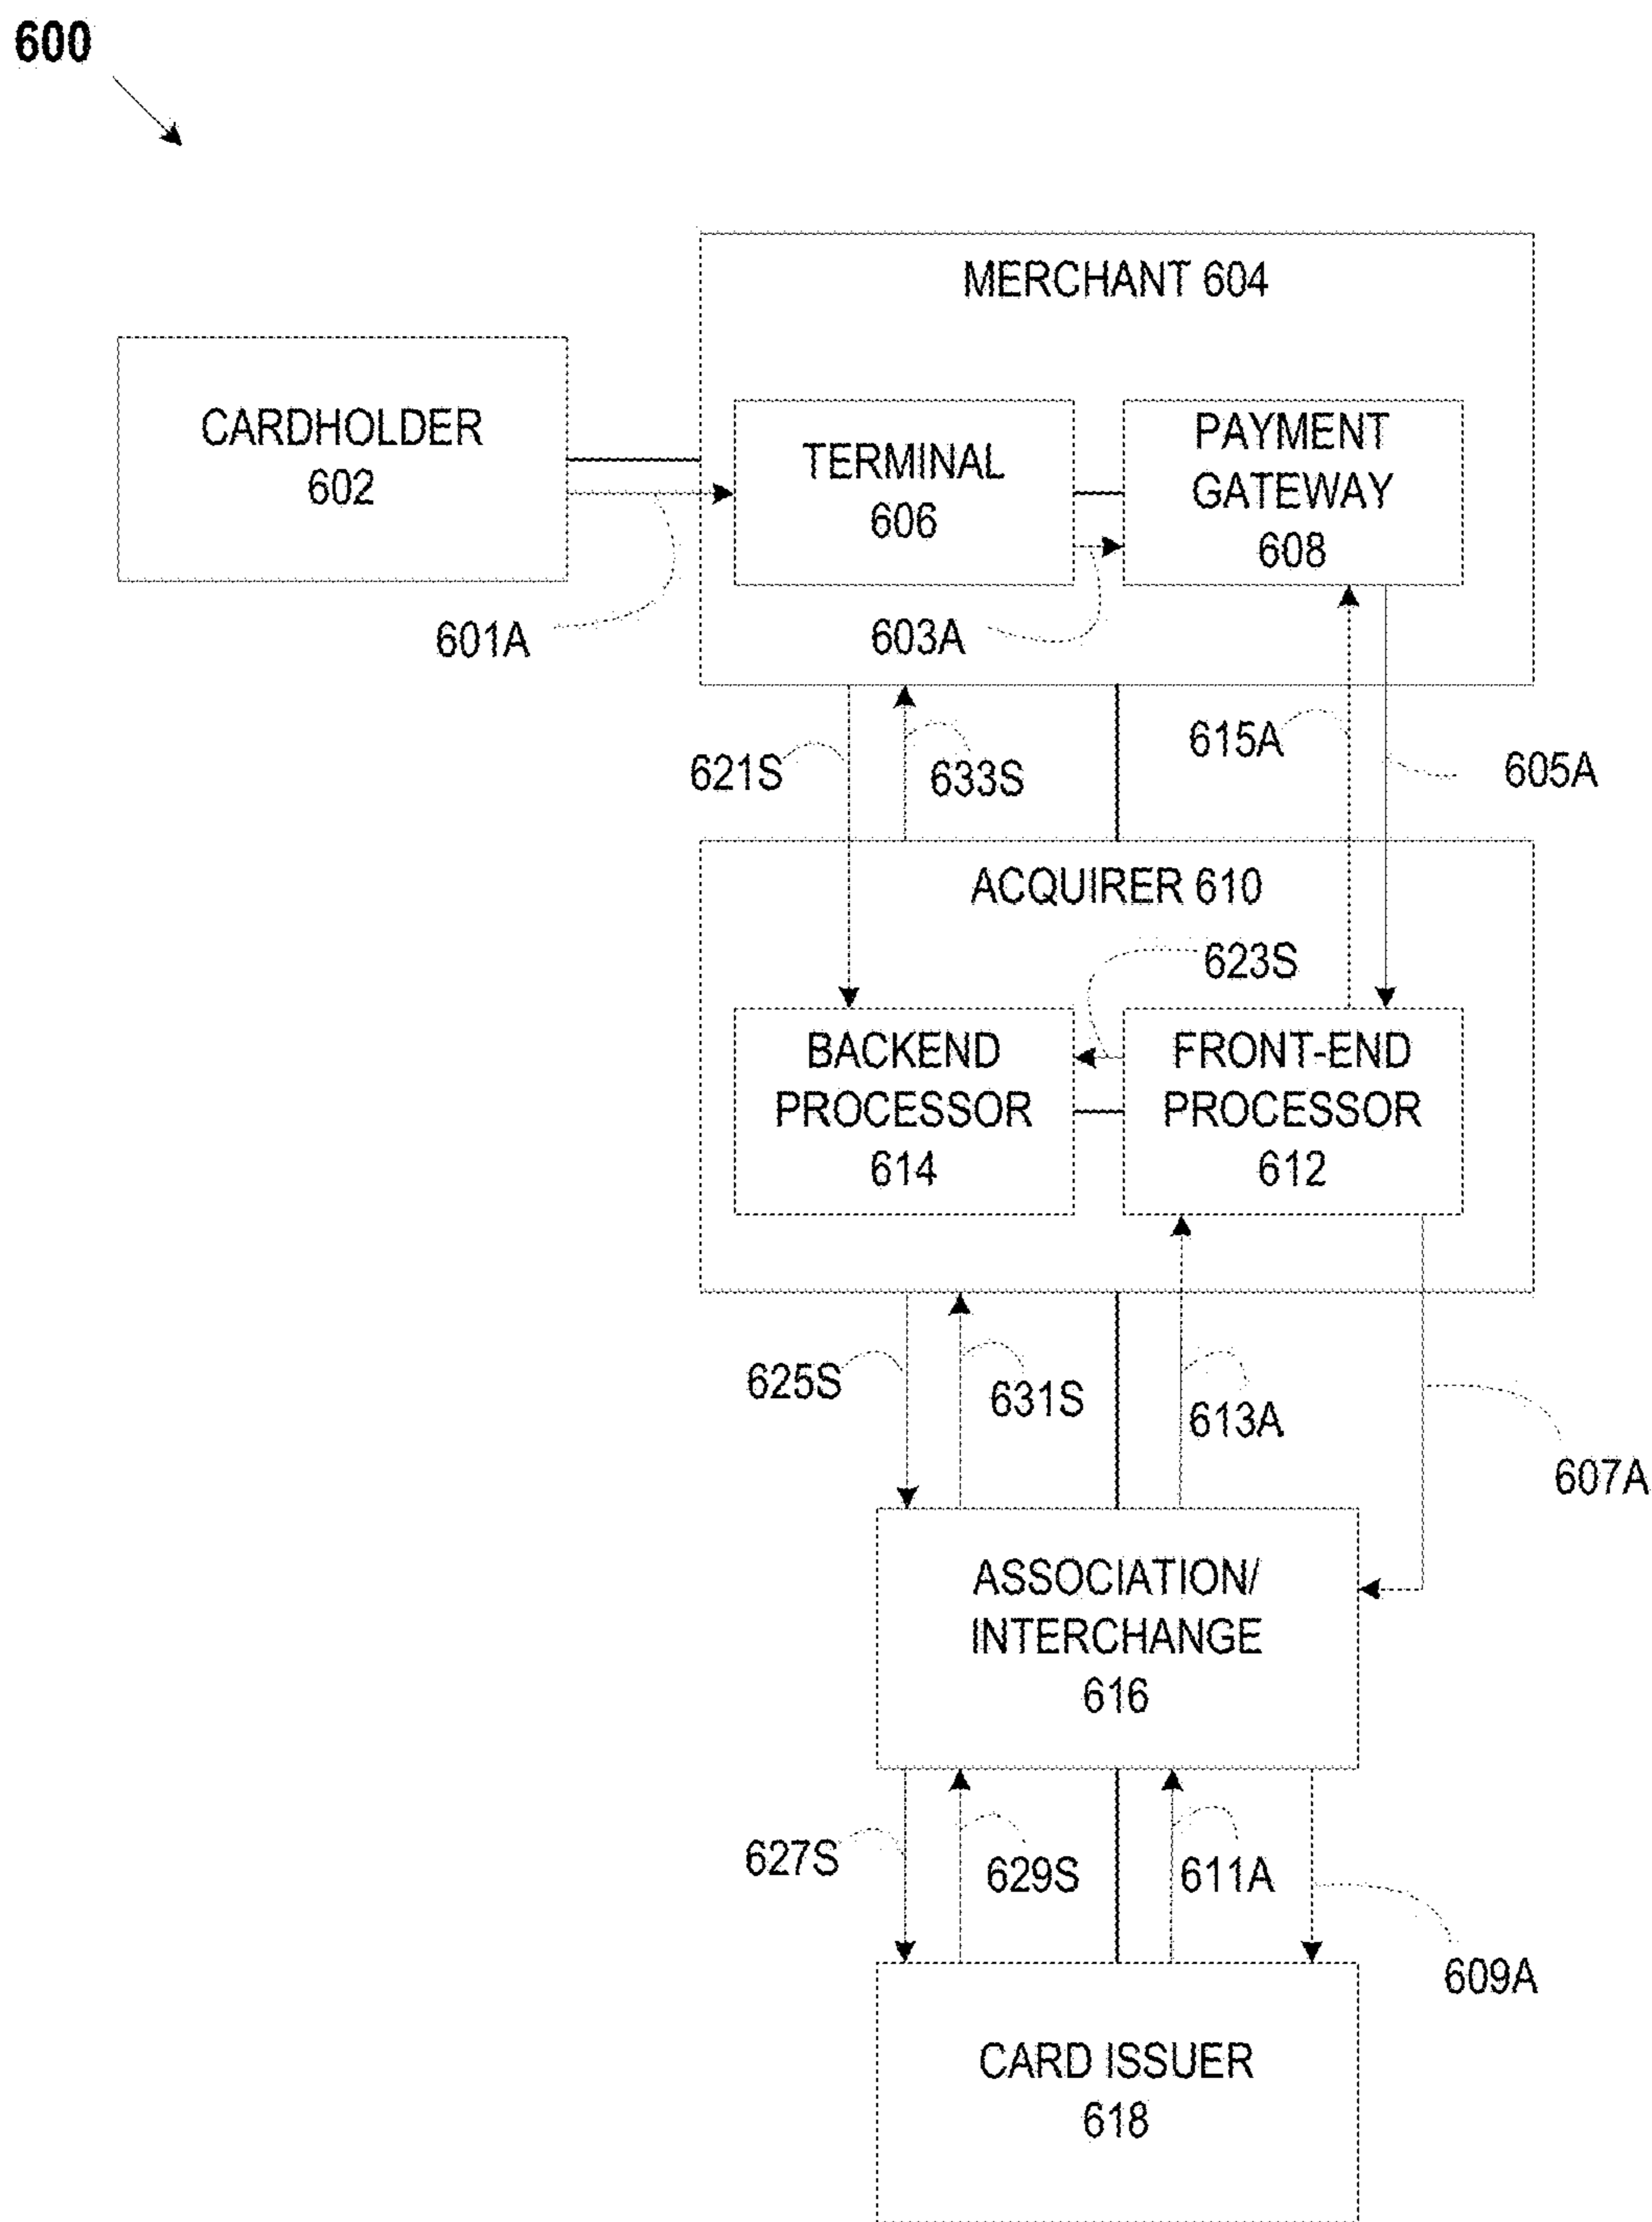 600
MERCHANT 604
CARDHOLDER
602
TERMINAL
606
PAYMENT
GATEWAY
608
601A
603A
621S
633S
615A
605A
ACQUIRER 610
623S
BACKEND
PROCESSOR
614
FRONT-END
PROCESSOR
612
625S
631S
613A
607A
ASSOCIATION/
INTERCHANGE
616
627S
629S
611A
609A
CARD ISSUER
618